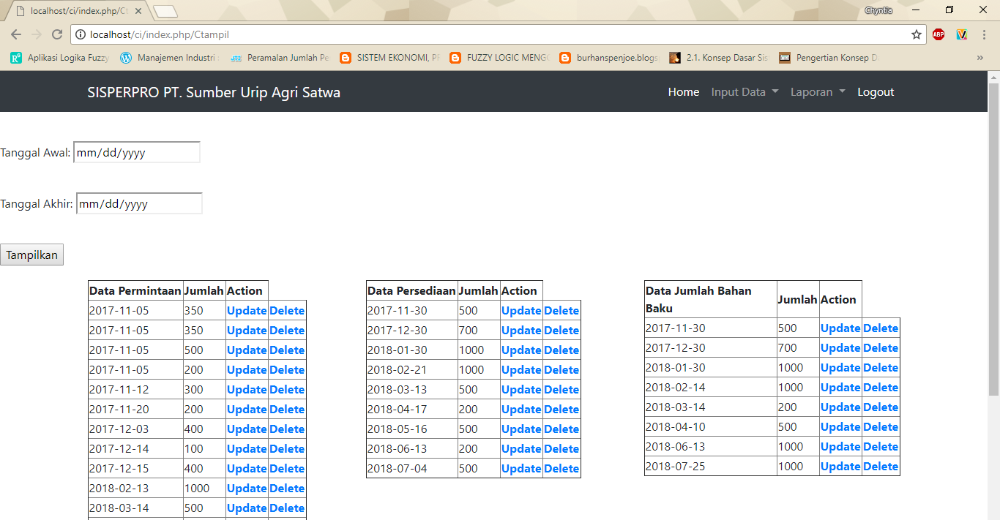 localhost/ci/index.php/Ct
Chyntia
localhost/ci/index.php/Ctampil
ABP
Aplikasi Logika Fuzzy
Manajemen Industri
Peramalan Jumlah Pe
SISTEM EKONOMI, P
FUZZY LOGIC MENGG
burhanspenjoe.blogs
2.1. Konsep Dasar Sis
Pengertian Konsep D
SISPERPRO PT. Sumber Urip Agri Satwa
Home Input Data Laporan Logout
Tanggal Awal: mm/dd/yyyy
Tanggal Akhir: mm/dd/yyyy
Tampilkan
Data Permintaan Jumlah Action
2017-11-05 350 Update Delete
2017-11-05 350 Update Delete
2017-11-05 500 Update Delete
2017-11-05 200 Update Delete
2017-11-12 300 Update Delete
2017-11-20 200 Update Delete
2017-12-03 400 Update Delete
2017-12-14 100 Update Delete
2017-12-15 400 Update Delete
2018-02-13 1000 Update Delete
2018-03-14 500 Update Delete
Data Persediaan Jumlah Action
2017-11-30 500 Update Delete
2017-12-30 700 Update Delete
2018-01-30 1000 Update Delete
2018-02-21 1000 Update Delete
2018-03-13 500 Update Delete
2018-04-17 200 Update Delete
2018-05-16 500 Update Delete
2018-06-13 200 Update Delete
2018-07-04 500 Update Delete
Data Jumlah Bahan
Baku Jumlah Action
2017-11-30 500 Update Delete
2017-12-30 700 Update Delete
2018-01-30 1000 Update Delete
2018-02-14 1000 Update Delete
2018-03-14 200 Update Delete
2018-04-10 500 Update Delete
2018-06-13 1000 Update Delete
2018-07-25 1000 Update Delete